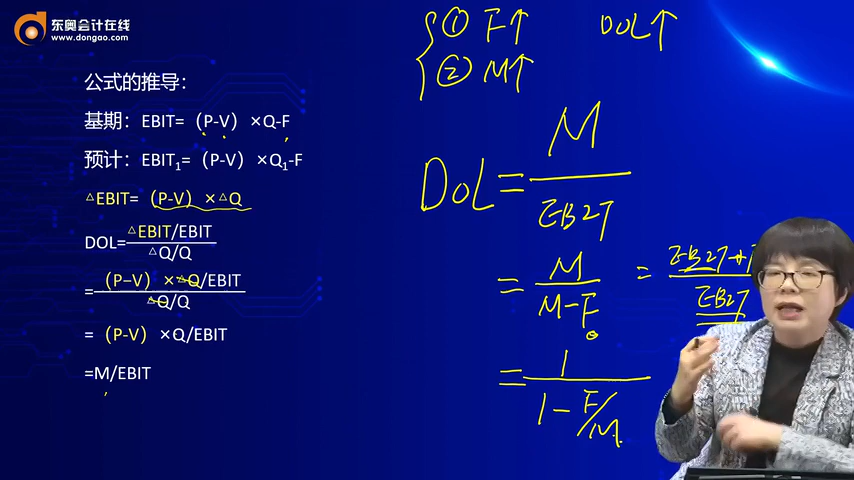 东奥会计在线
www.dongao.com
公式的推导：
基期：EBIT=（P-V）×Q-F
预计：EBIT₁=（P-V）×Q₁-F
△EBIT=（P-V）×△Q
DOL=△EBIT/EBIT
△Q/Q
=（P-V）×△Q/EBIT
△Q/Q
=（P-V）×Q/EBIT
=M/EBIT
① F↑ DOL↑
② M↑
DOL=M
EBIT
=M
M-F
=EBIT+F
EBIT
=1
1-F/M